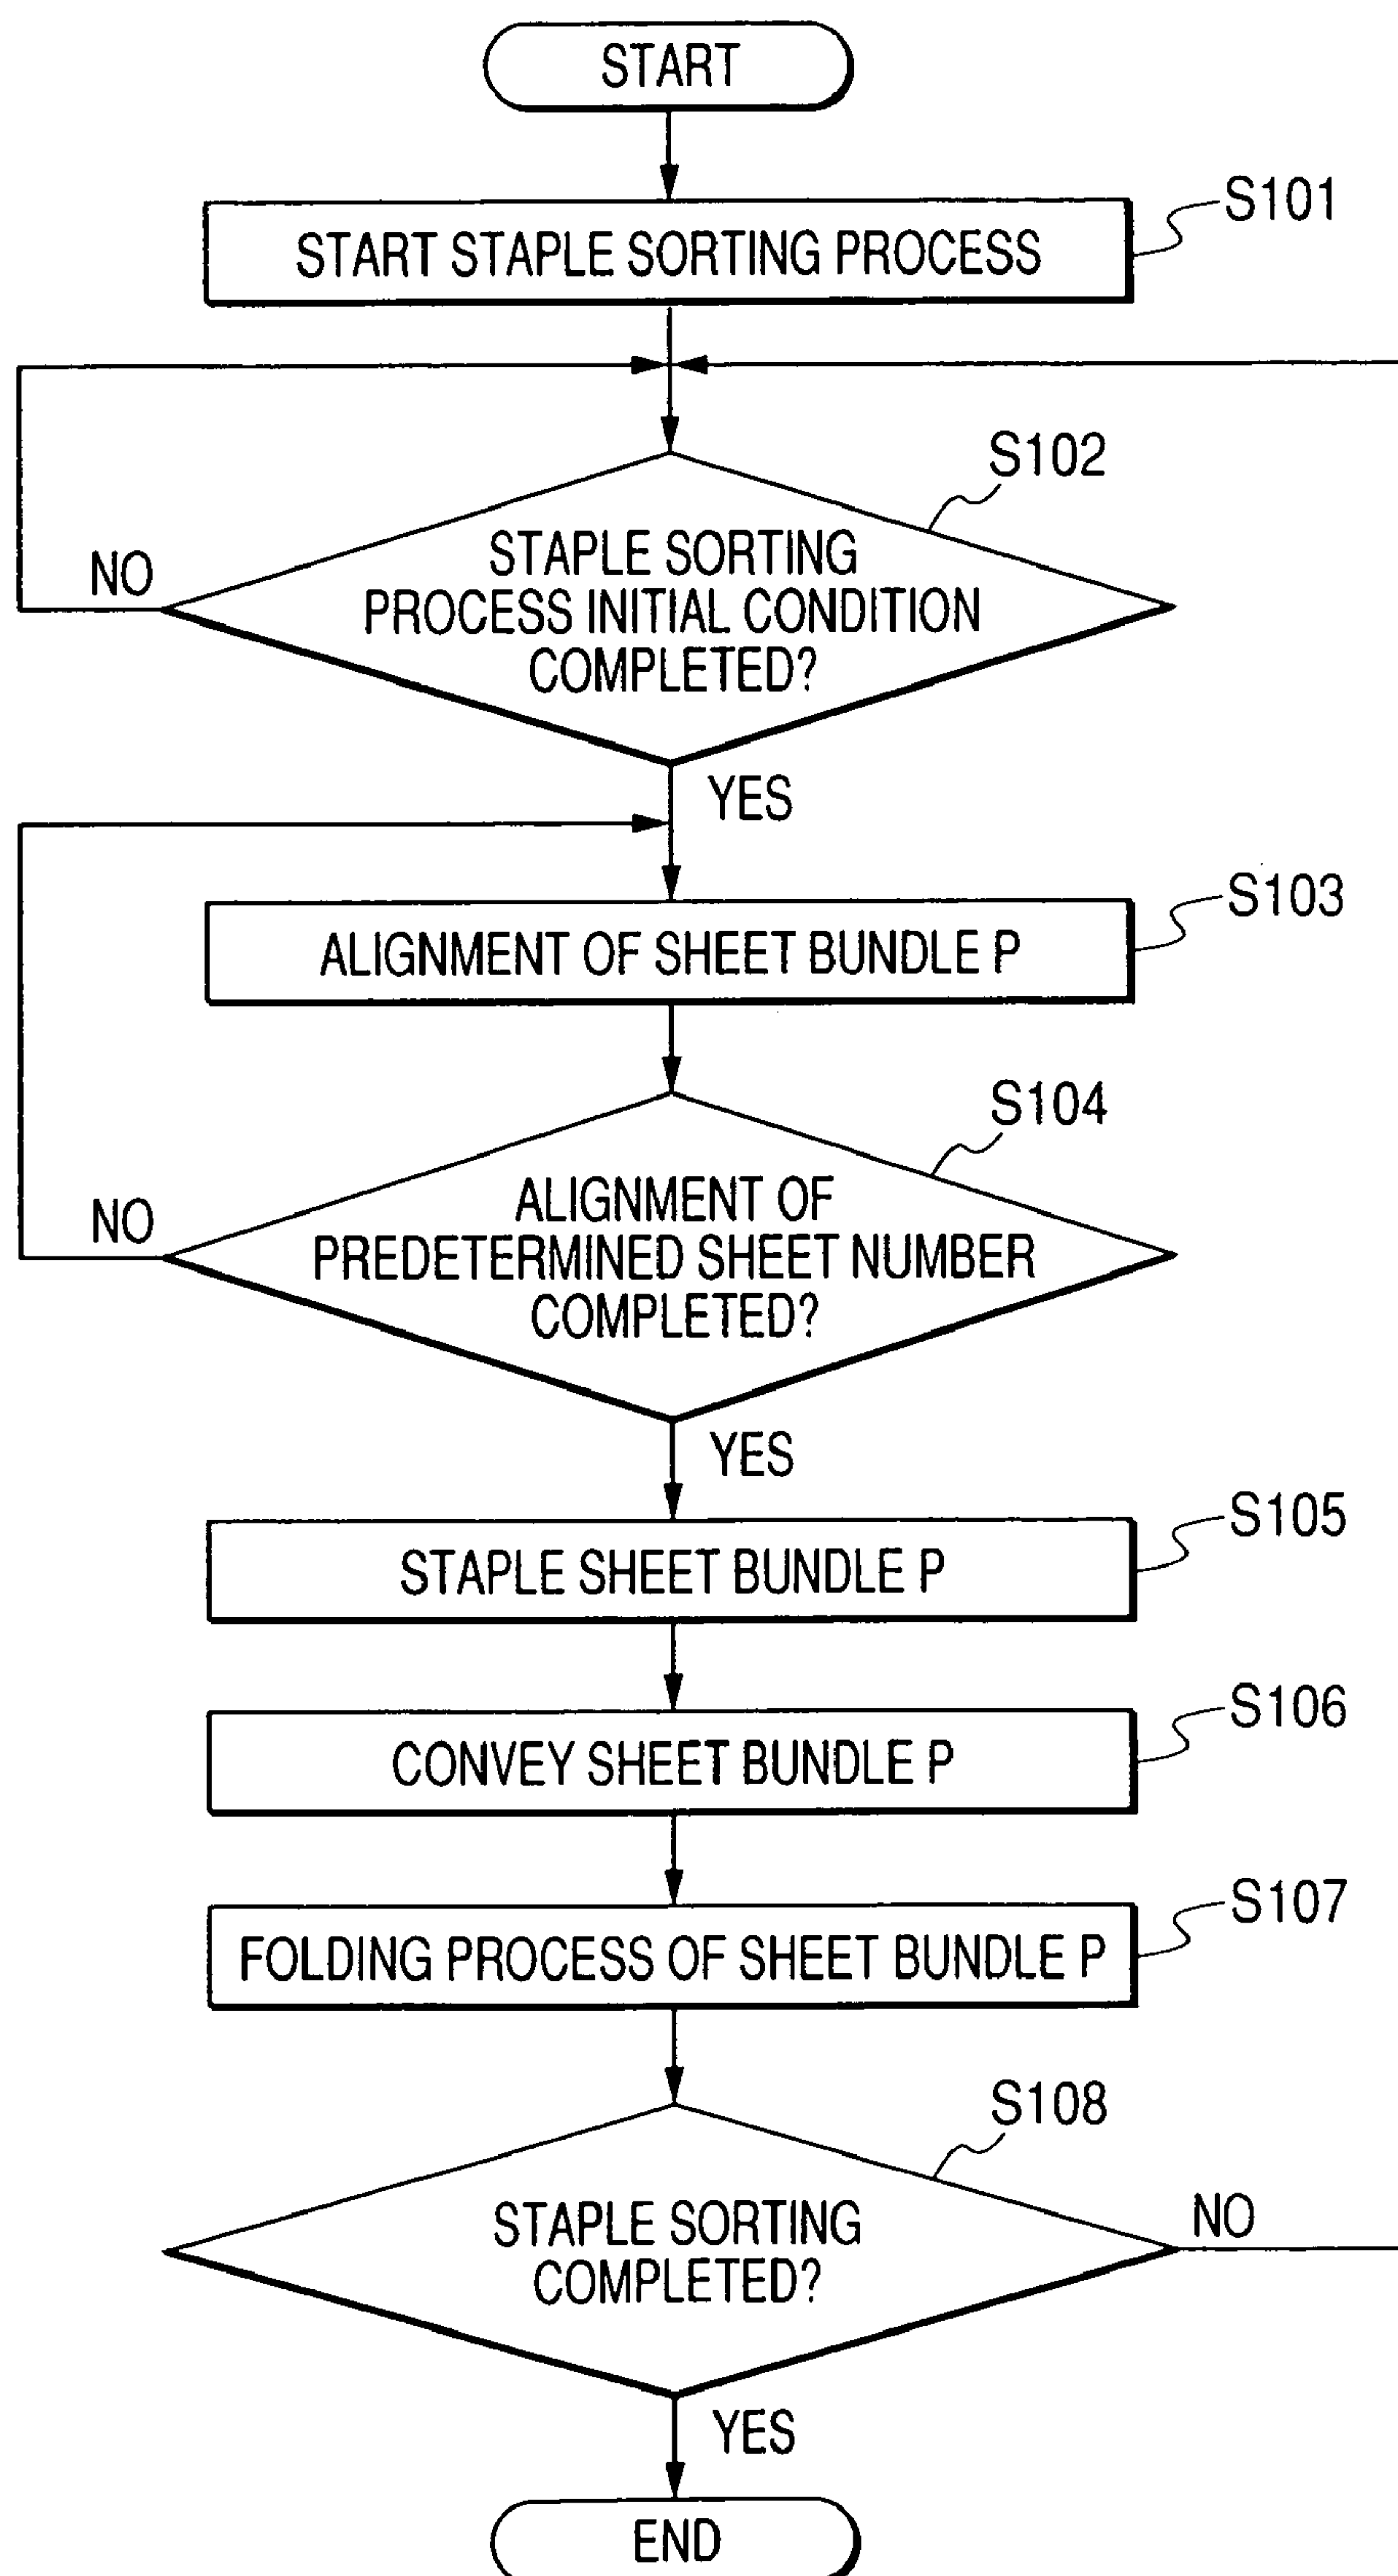 START
START STAPLE SORTING PROCESS
S101
S102
STAPLE SORTING
PROCESS INITIAL CONDITION
COMPLETED?
NO
YES
ALIGNMENT OF SHEET BUNDLE P
S103
S104
ALIGNMENT OF
PREDETERMINED SHEET NUMBER
COMPLETED?
NO
YES
STAPLE SHEET BUNDLE P
S105
CONVEY SHEET BUNDLE P
S106
FOLDING PROCESS OF SHEET BUNDLE P
S107
S108
STAPLE SORTING
COMPLETED?
NO
YES
END